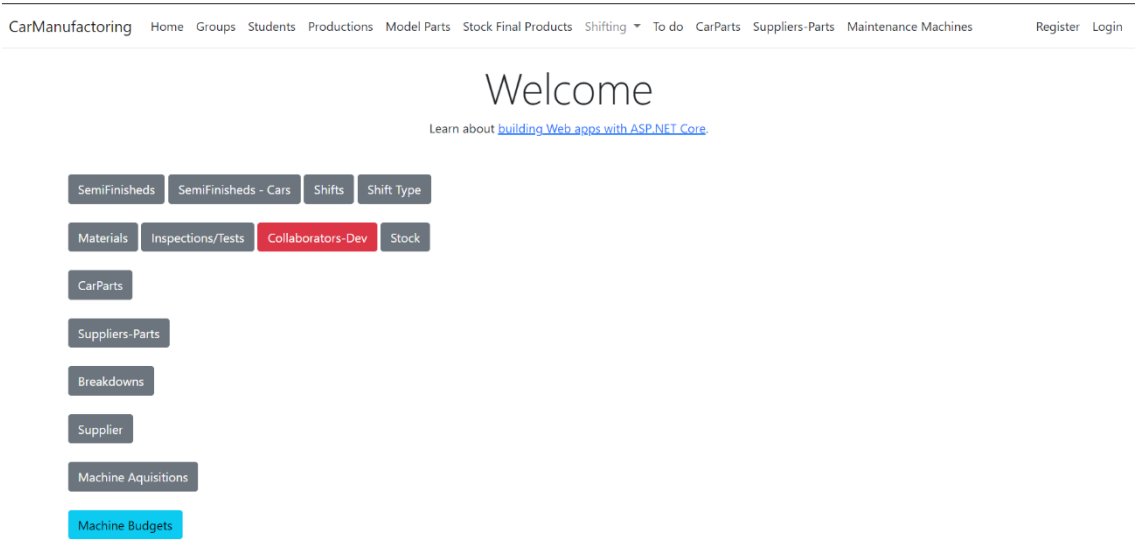 CarManufactoring Home Groups Students Productions Model Parts Stock Final Products Shifting To do CarParts Suppliers-Parts Maintenance Machines Register Login
Welcome
Learn about building Web apps with ASP.NET Core.
SemiFinisheds SemiFinisheds - Cars Shifts Shift Type
Materials Inspections/Tests Collaborators-Dev Stock
CarParts
Suppliers-Parts
Breakdowns
Supplier
Machine Aquisitions
Machine Budgets